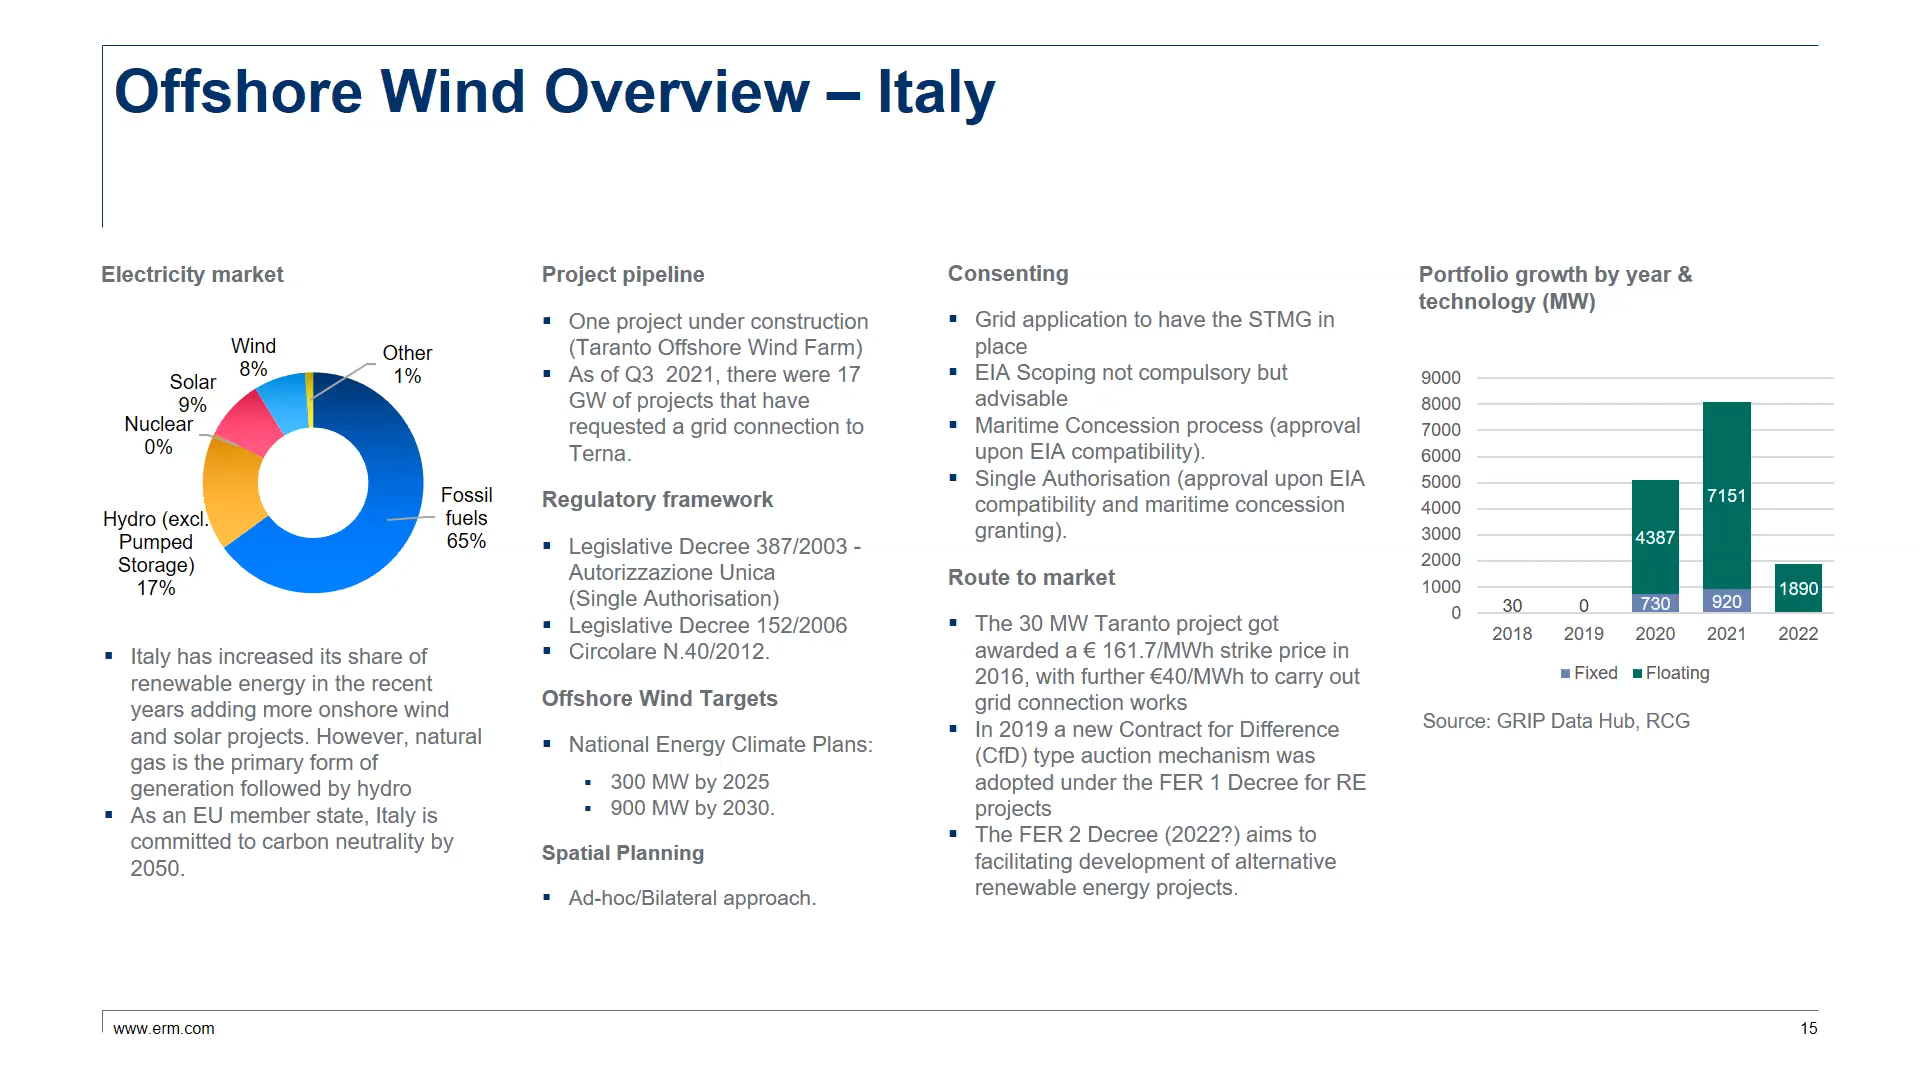 Offshore Wind Overview – Italy
Electricity market
Wind
8%
Other
1%
Solar
9%
Nuclear
0%
Fossil
fuels
65%
Hydro (excl.
Pumped
Storage)
17%
▪ Italy has increased its share of
renewable energy in the recent
years adding more onshore wind
and solar projects. However, natural
gas is the primary form of
generation followed by hydro
▪ As an EU member state, Italy is
committed to carbon neutrality by
2050.
Project pipeline
▪ One project under construction
(Taranto Offshore Wind Farm)
▪ As of Q3  2021, there were 17
GW of projects that have
requested a grid connection to
Terna.
Regulatory framework
▪ Legislative Decree 387/2003 -
Autorizzazione Unica
(Single Authorisation)
▪ Legislative Decree 152/2006
▪ Circolare N.40/2012.
Offshore Wind Targets
▪ National Energy Climate Plans:
▪ 300 MW by 2025
▪ 900 MW by 2030.
Spatial Planning
▪ Ad-hoc/Bilateral approach.
Consenting
▪ Grid application to have the STMG in
place
▪ EIA Scoping not compulsory but
advisable
▪ Maritime Concession process (approval
upon EIA compatibility).
▪ Single Authorisation (approval upon EIA
compatibility and maritime concession
granting).
Route to market
▪ The 30 MW Taranto project got
awarded a € 161.7/MWh strike price in
2016, with further €40/MWh to carry out
grid connection works
▪ In 2019 a new Contract for Difference
(CfD) type auction mechanism was
adopted under the FER 1 Decree for RE
projects
▪ The FER 2 Decree (2022?) aims to
facilitating development of alternative
renewable energy projects.
Portfolio growth by year &
technology (MW)
9000
8000
7000
6000
5000
4000
3000
2000
1000
0
7151
4387
1890
30 0 730 920
2018 2019 2020 2021 2022
Fixed Floating
Source: GRIP Data Hub, RCG
www.erm.com
15